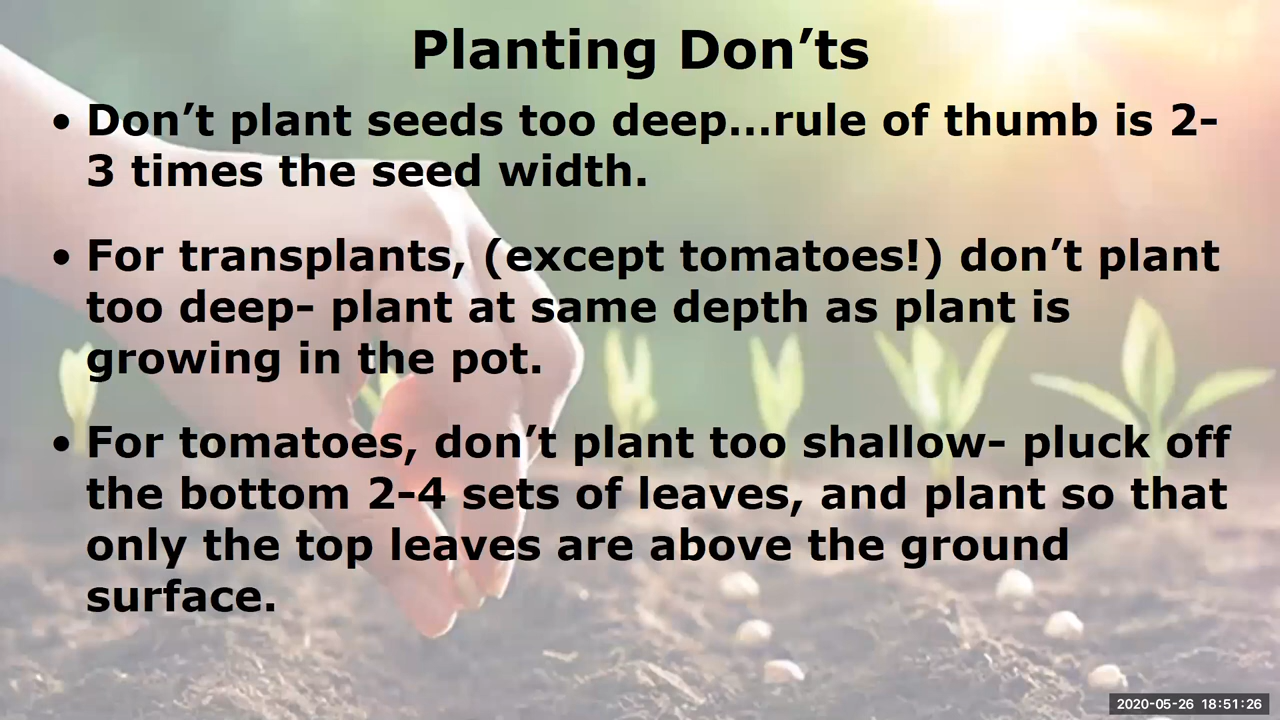 Planting Don’ts
• Don’t plant seeds too deep…rule of thumb is 2-
3 times the seed width.
• For transplants, (except tomatoes!) don’t plant
too deep- plant at same depth as plant is
growing in the pot.
• For tomatoes, don’t plant too shallow- pluck off
the bottom 2-4 sets of leaves, and plant so that
only the top leaves are above the ground
surface.
2020-05-26 18:51:26